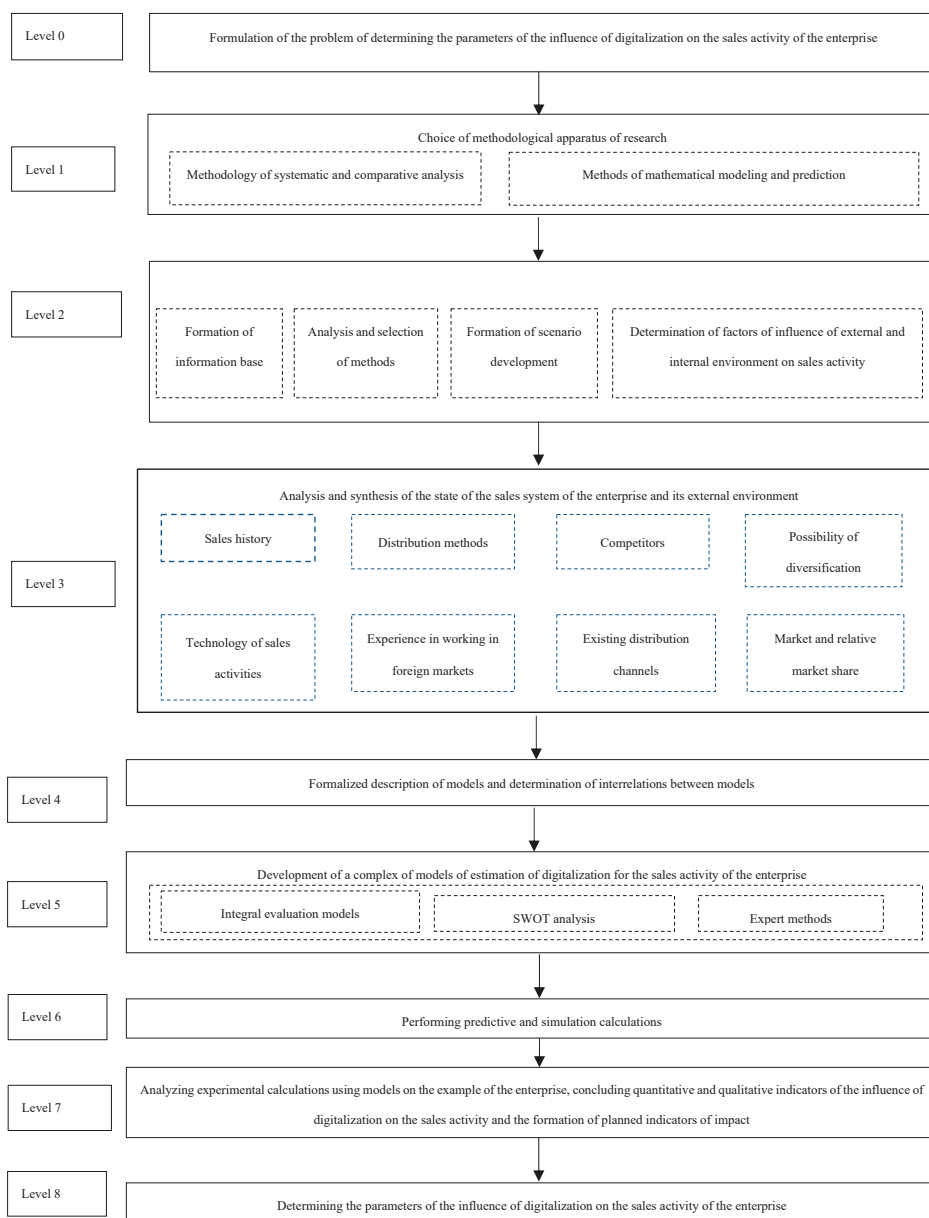 Level 0
Formulation of the problem of determining the parameters of the influence of digitalization on the sales activity of the enterprise
Level 1
Choice of methodological apparatus of research
Methodology of systematic and comparative analysis
Methods of mathematical modeling and prediction
Level 2
Formation of
information base
Analysis and selection
of methods
Formation of scenario
development
Determination of factors of influence of external and
internal environment on sales activity
Level 3
Analysis and synthesis of the state of the sales system of the enterprise and its external environment
Sales history
Distribution methods
Competitors
Possibility of
diversification
Technology of sales
activities
Experience in working in
foreign markets
Existing distribution
channels
Market and relative
market share
Level 4
Formalized description of models and determination of interrelations between models
Level 5
Development of a complex of models of estimation of digitalization for the sales activity of the enterprise
Integral evaluation models
SWOT analysis
Expert methods
Level 6
Performing predictive and simulation calculations
Level 7
Analyzing experimental calculations using models on the example of the enterprise, concluding quantitative and qualitative indicators of the influence of
digitalization on the sales activity and the formation of planned indicators of impact
Level 8
Determining the parameters of the influence of digitalization on the sales activity of the enterprise